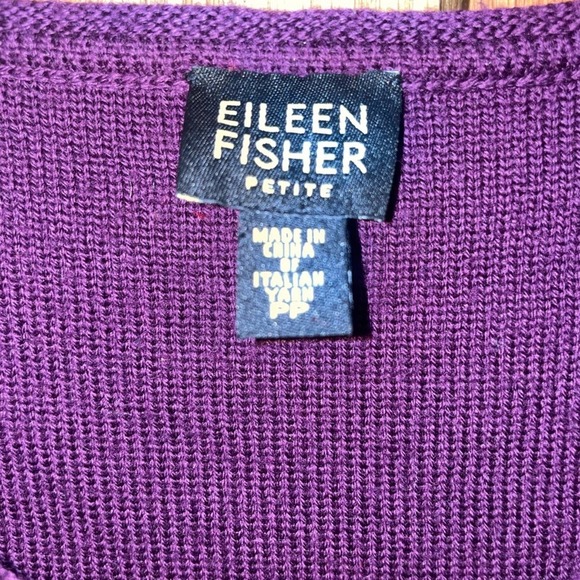 EILEEN
FISHER
PETITE
MADE IN
CHINA
OF
ITALIAN
YARN
PP